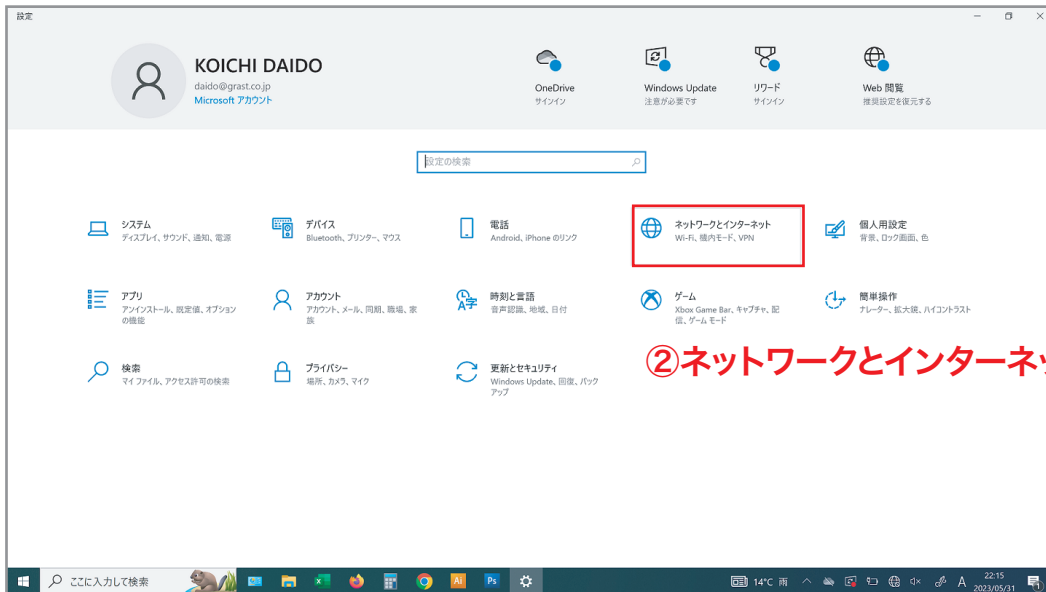 設定
KOICHI DAIDO
daido@grast.co.jp
Microsoft アカウント
OneDrive
サインイン
Windows Update
注意が必要です
リワード
サインイン
Web 閲覧
推奨設定を復元する
設定の検索
システム
ディスプレイ、サウンド、通知、電源
デバイス
Bluetooth、プリンター、マウス
電話
Android、iPhone のリンク
ネットワークとインターネット
Wi-Fi、機内モード、VPN
個人用設定
背景、ロック画面、色
アプリ
アンインストール、既定値、オプション
の機能
アカウント
アカウント、メール、同期、職場、家
族
時刻と言語
音声認識、地域、日付
ゲーム
Xbox Game Bar、キャプチャ、配
信、ゲーム モード
簡単操作
ナレーター、拡大鏡、ハイコントラスト
②ネットワークとインターネッ
検索
マイ ファイル、アクセス許可の検索
プライバシー
場所、カメラ、マイク
更新とセキュリティ
Windows Update、回復、バック
アップ
ここに入力して検索
Ai
Ps
14°C 雨
A
22:15
2023/05/31